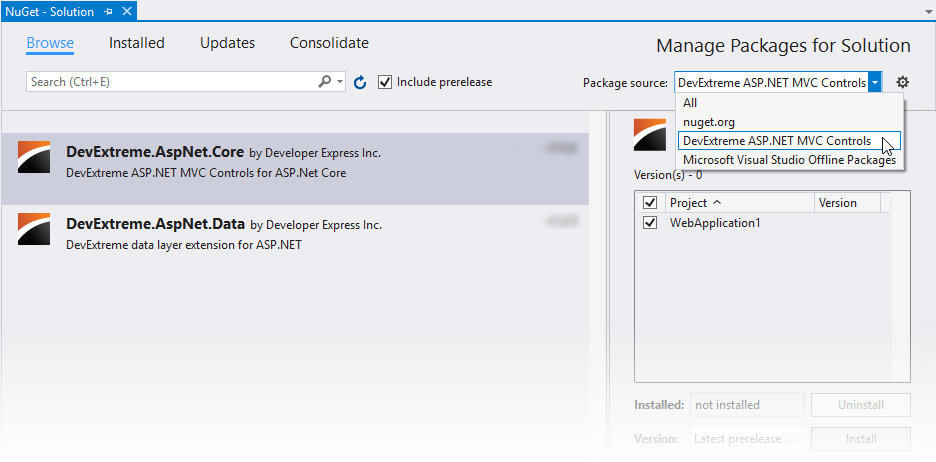 NuGet - Solution
Browse Installed Updates Consolidate
Manage Packages for Solution
Search (Ctrl+E)
Include prerelease
Package source: DevExtreme ASP.NET MVC Controls
All
nuget.org
DevExtreme ASP.NET MVC Controls
Microsoft Visual Studio Offline Packages
DevExtreme.AspNet.Core by Developer Express Inc.
DevExtreme ASP.NET MVC Controls for ASP.Net Core
DevExtreme.AspNet.Data by Developer Express Inc.
DevExtreme data layer extension for ASP.NET
Version(s) - 0
Project Version
WebApplication1
Installed: not installed Uninstall
Version: Latest prerelease Install